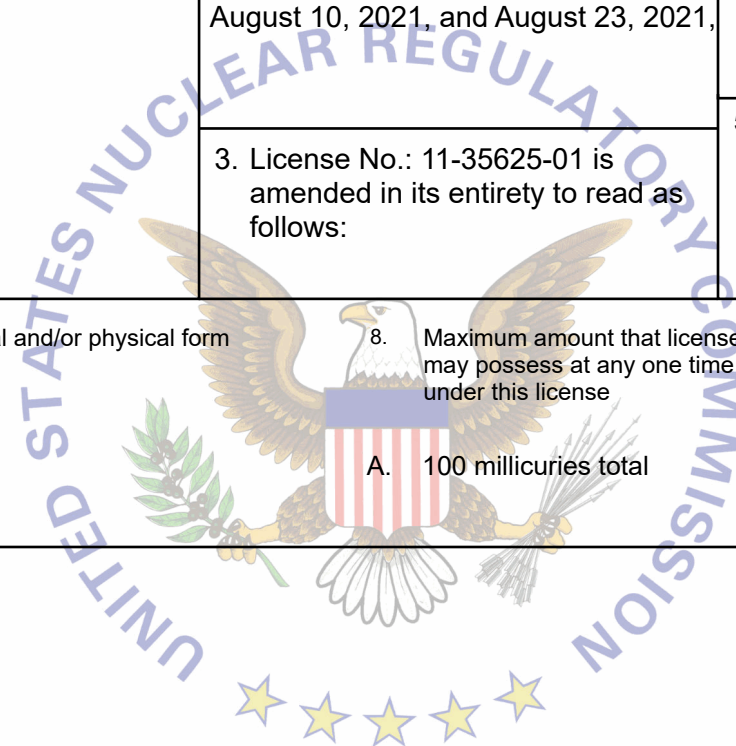 August 10, 2021, and August 23, 2021,
3. License No.: 11-35625-01 is
amended in its entirety to read as
follows:
and/or physical form
8. Maximum amount that
may possess at any one time
under this license
A. 100 millicuries total
UNITED STATES NUCLEAR REGULATORY COMMISSION